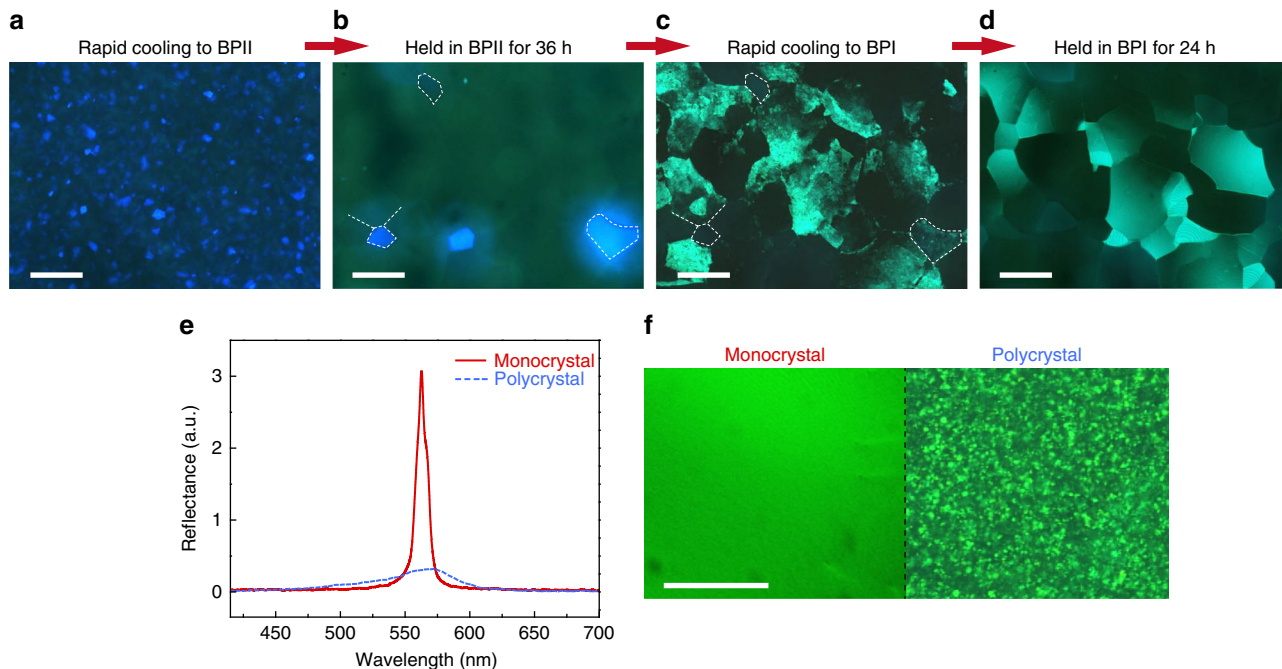 a
Rapid cooling to BPII
b
Held in BPII for 36 h
c
Rapid cooling to BPI
d
Held in BPI for 24 h
e
Monocrystal
Polycrystal
3
2
1
0
Reflectance (a.u.)
450
500
550
600
650
700
Wavelength (nm)
f
Monocrystal
Polycrystal